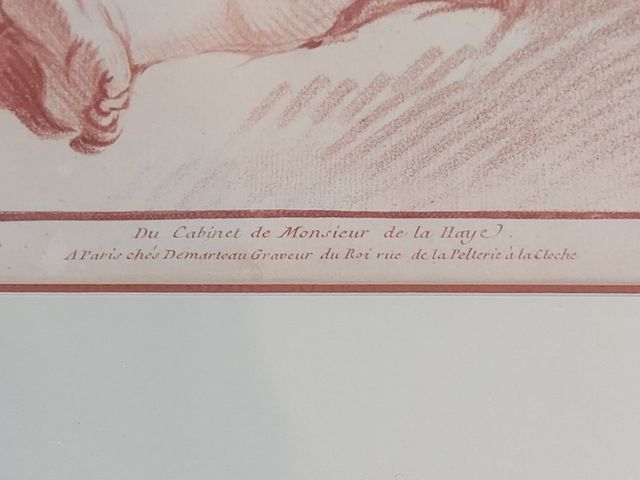 Du Cabinet de Monsieur de la Haye.
A Paris chés Demarteau Graveur du Roi rue de la Pelterie à la Cloche